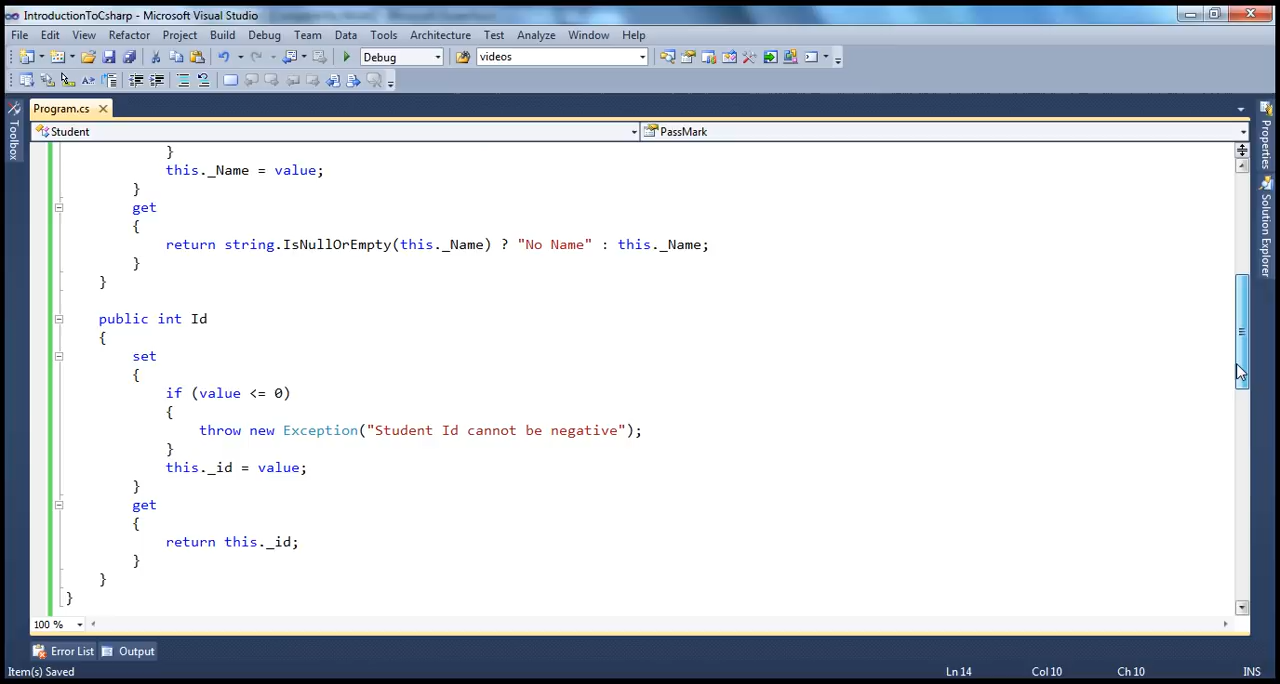 IntroductionToCsharp - Microsoft Visual Studio
File Edit View Refactor Project Build Debug Team Data Tools Architecture Test Analyze Window Help
Debug videos
Program.cs
Student PassMark
Toolbox
Properties
Solution Explorer
}
this._Name = value;
}
get
{
return string.IsNullOrEmpty(this._Name) ? "No Name" : this._Name;
}
}
public int Id
{
set
{
if (value <= 0)
{
throw new Exception("Student Id cannot be negative");
}
this._id = value;
}
get
{
return this._id;
}
}
}
100 %
Error List Output
Item(s) Saved Ln 14 Col 10 Ch 10 INS